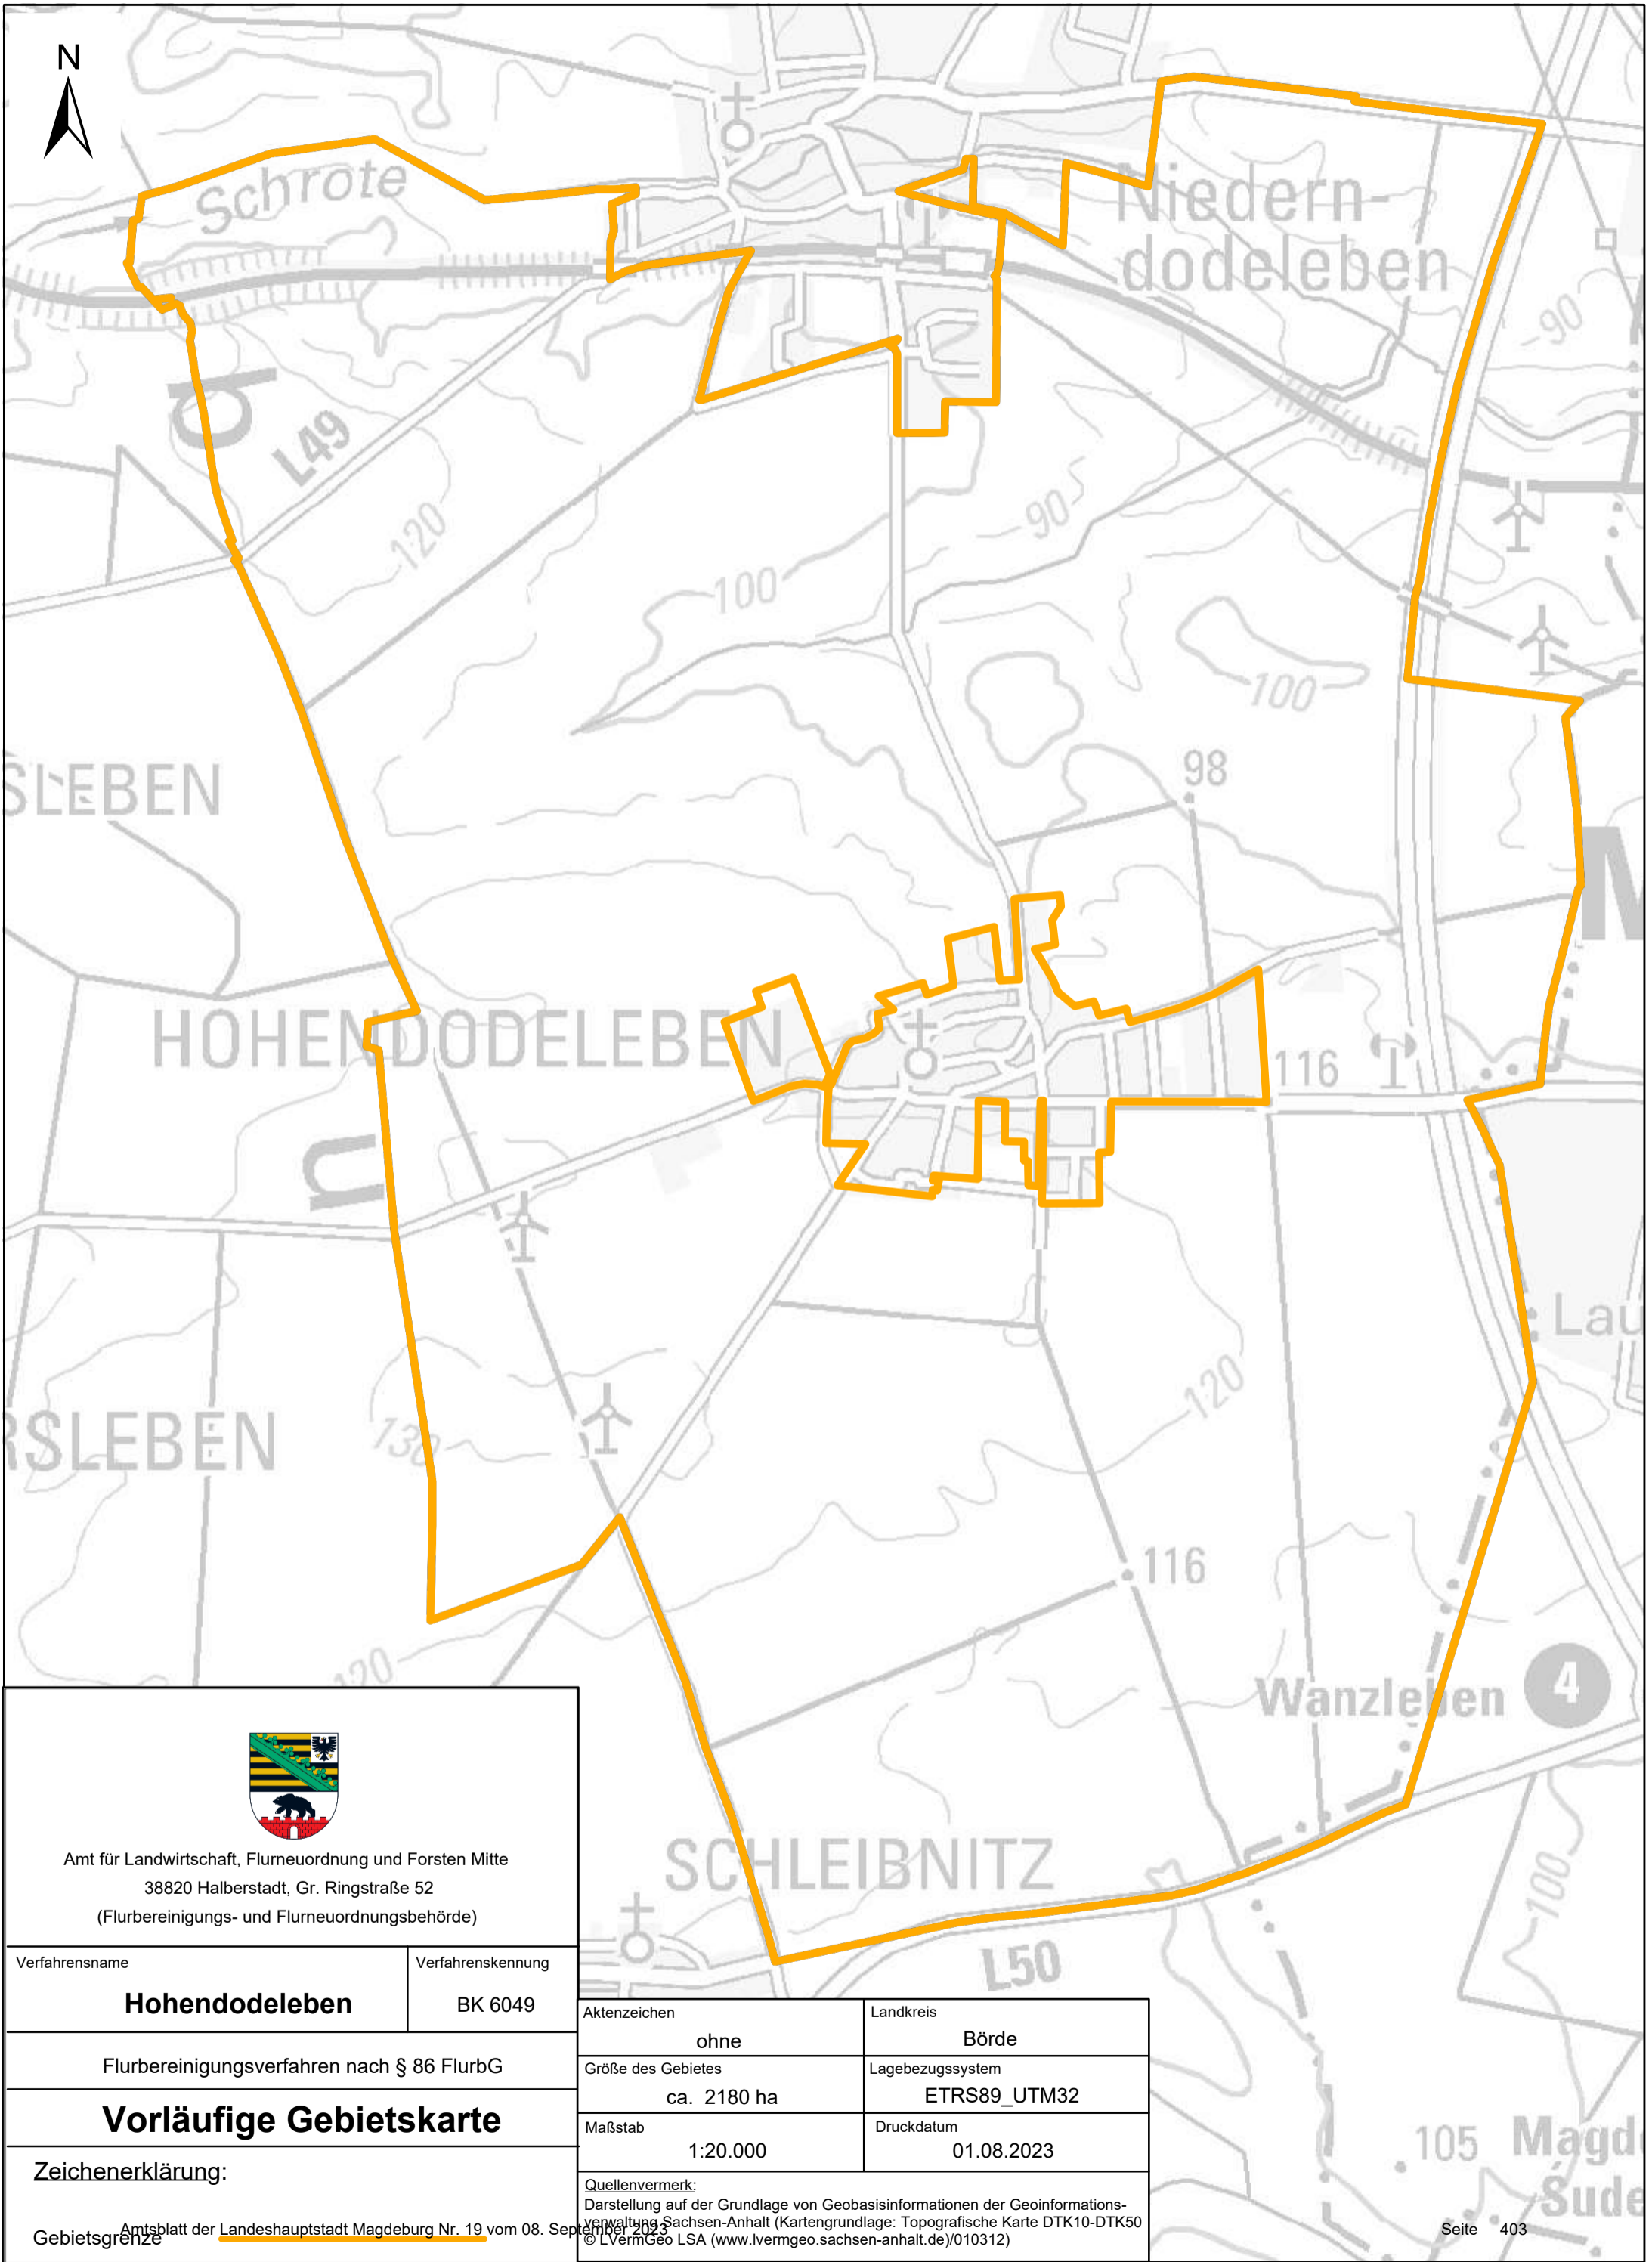 N
Schrote
Niedern-
dodeleben
90
L49
120
90
100
100
SLEBEN
98
M
HOHENDODELEBEN
116
Lau
120
RSLEBEN
130
116
120
Wanzleben
4
SCHLEIBNITZ
100
L50
105
Magd
Sude
Amt für Landwirtschaft, Flurneuordnung und Forsten Mitte
38820 Halberstadt, Gr. Ringstraße 52
(Flurbereinigungs- und Flurneuordnungsbehörde)
Verfahrensname
Hohendodeleben
Verfahrenskennung
BK 6049
Flurbereinigungsverfahren nach § 86 FlurbG
Vorläufige Gebietskarte
Zeichenerklärung:
Gebietsgrenze
Aktenzeichen
ohne
Landkreis
Börde
Größe des Gebietes
ca. 2180 ha
Lagebezugssystem
ETRS89_UTM32
Maßstab
1:20.000
Druckdatum
01.08.2023
Quellenvermerk:
Darstellung auf der Grundlage von Geobasisinformationen der Geoinformations-
verwaltung Sachsen-Anhalt (Kartengrundlage: Topografische Karte DTK10-DTK50
© LVermGeo LSA (www.lvermgeo.sachsen-anhalt.de)/010312)
Amtsblatt der Landeshauptstadt Magdeburg Nr. 19 vom 08. September 2023
Seite 403